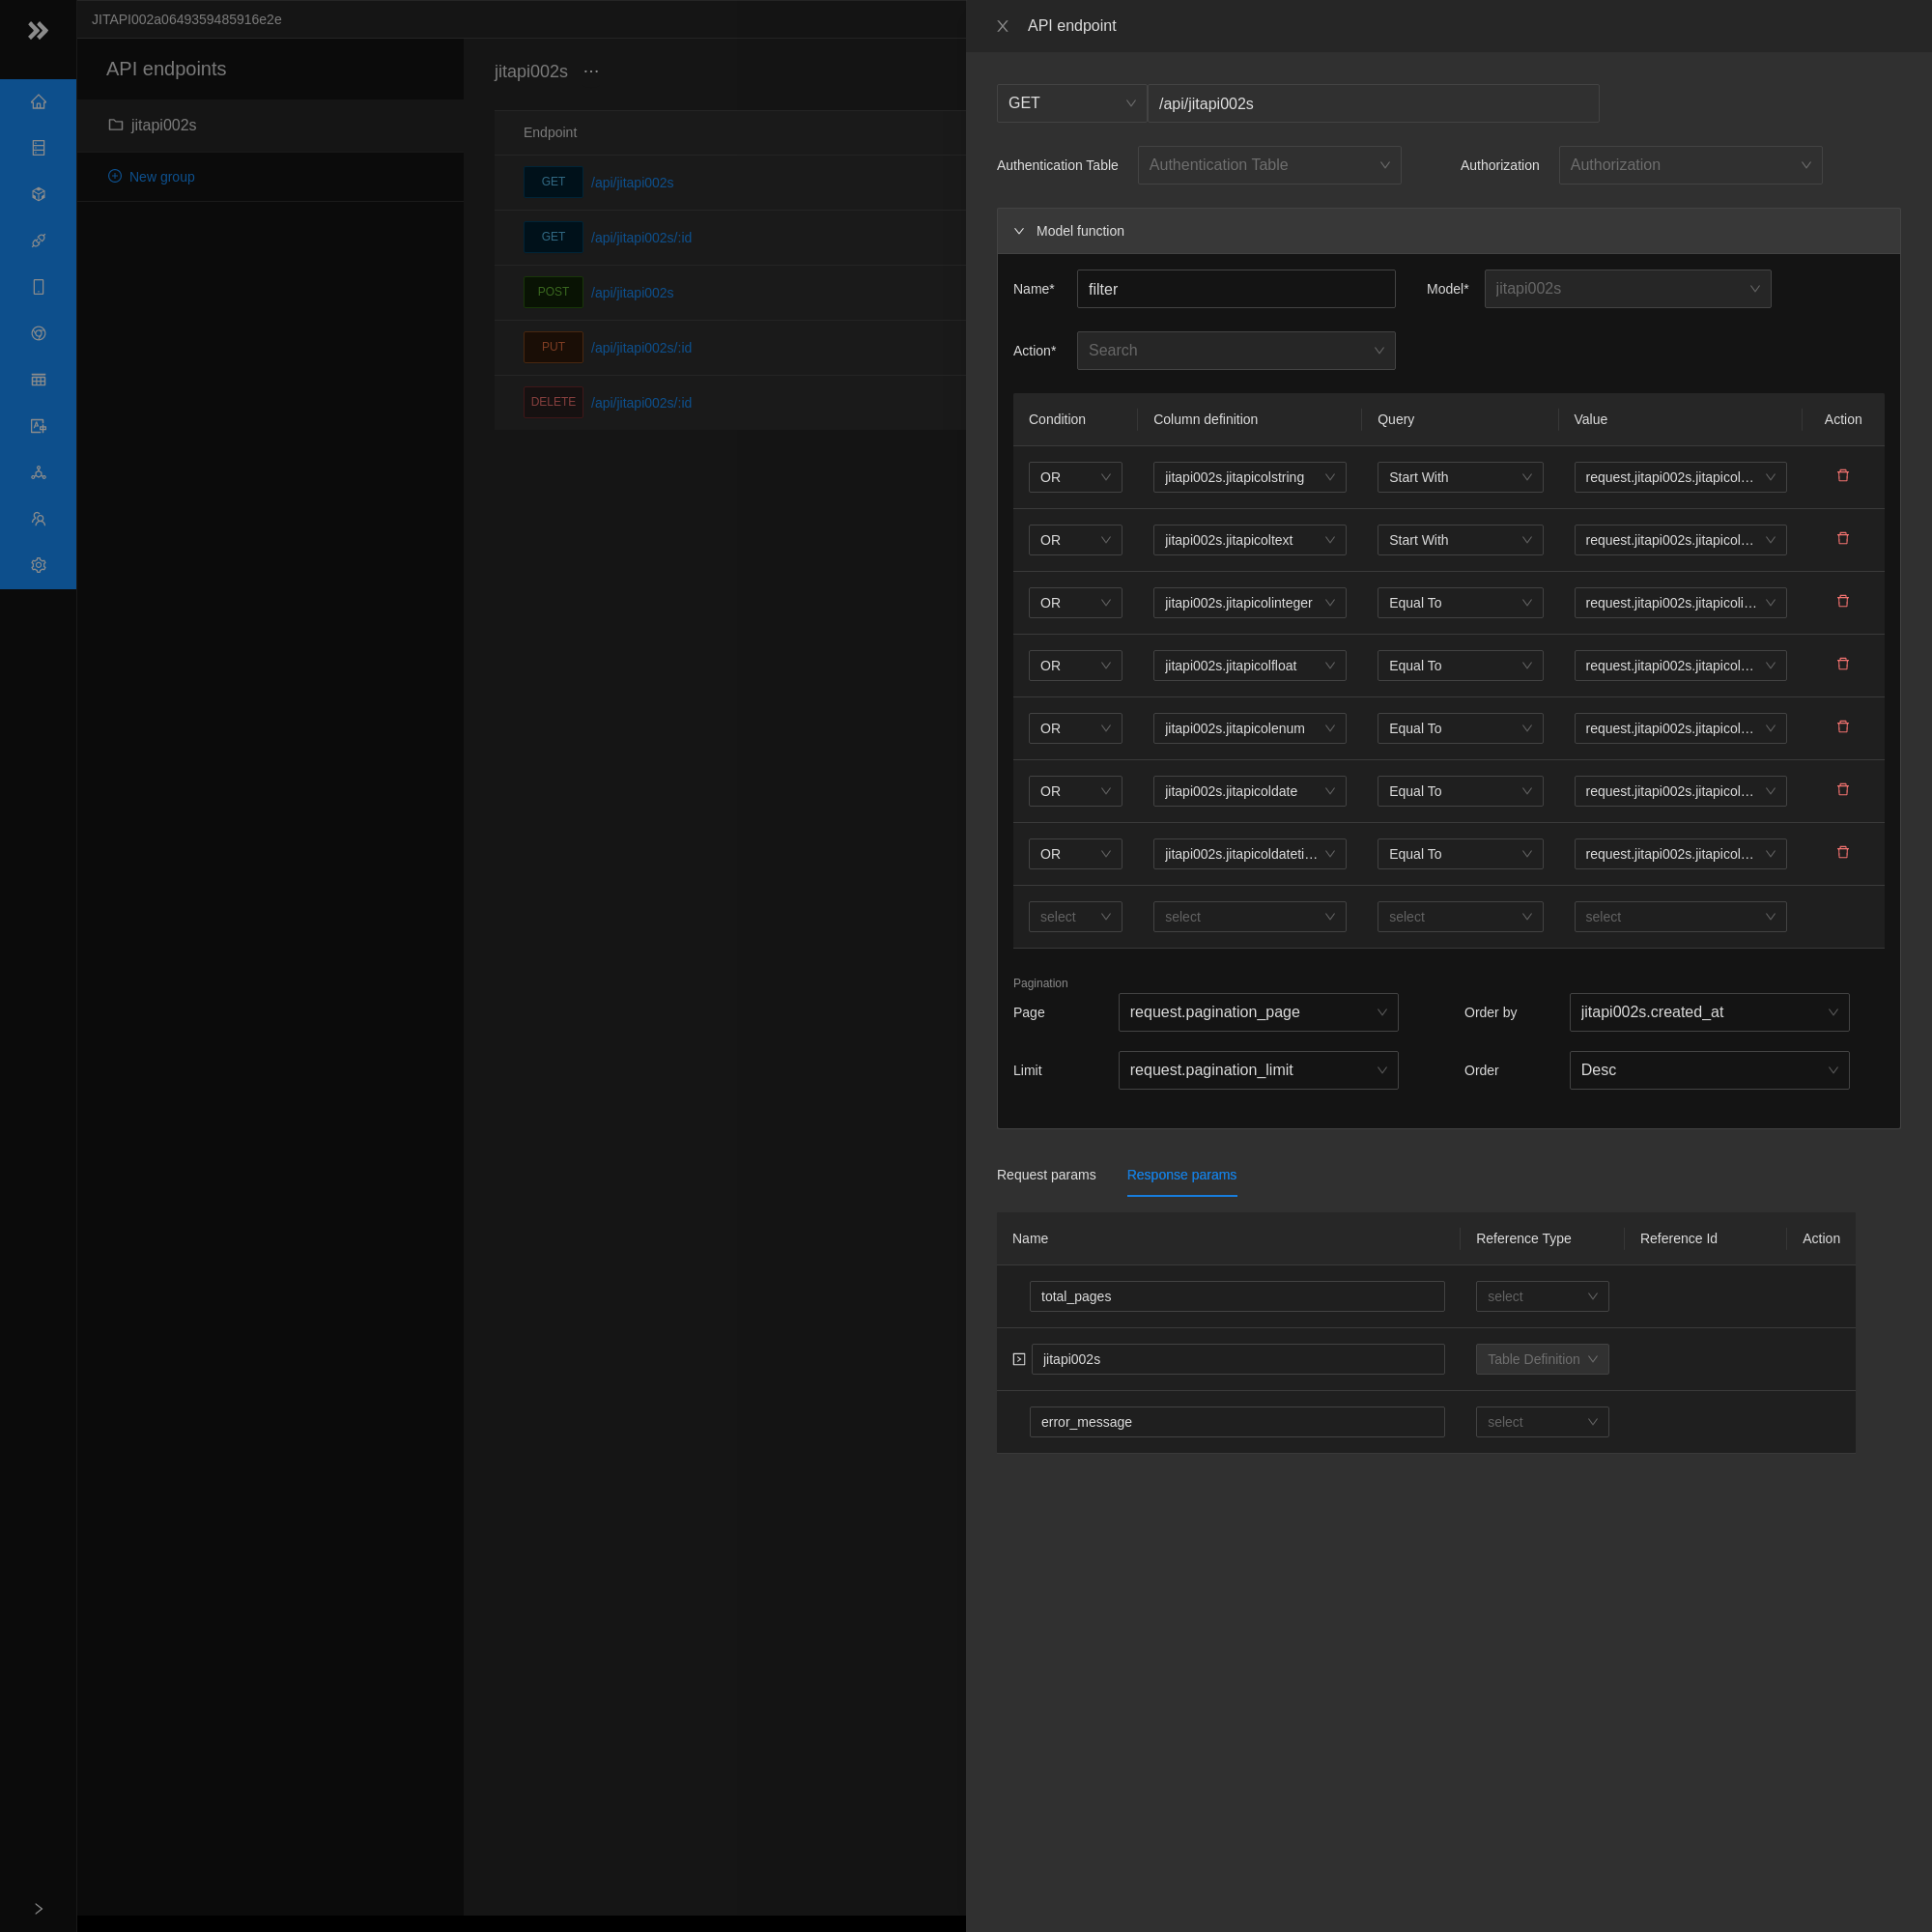 JITAPI002a0649359485916e2e
API endpoints
jitapi002s
New group
jitapi002s ...
Endpoint
GET /api/jitapi002s
GET /api/jitapi002s/:id
POST /api/jitapi002s
PUT /api/jitapi002s/:id
DELETE /api/jitapi002s/:id
API endpoint
GET /api/jitapi002s
Authentication Table Authentication Table Authorization Authorization
Model function
Name* filter Model* jitapi002s
Action* Search
Condition Column definition Query Value Action
OR jitapi002s.jitapicolstring Start With request.jitapi002s.jitapicol...
OR jitapi002s.jitapicoltext Start With request.jitapi002s.jitapicol...
OR jitapi002s.jitapicolinteger Equal To request.jitapi002s.jitapicoli...
OR jitapi002s.jitapicolfloat Equal To request.jitapi002s.jitapicol...
OR jitapi002s.jitapicolenum Equal To request.jitapi002s.jitapicol...
OR jitapi002s.jitapicoldate Equal To request.jitapi002s.jitapicol...
OR jitapi002s.jitapicoldateti... Equal To request.jitapi002s.jitapicol...
select select select select
Pagination
Page request.pagination_page Order by jitapi002s.created_at
Limit request.pagination_limit Order Desc
Request params Response params
Name Reference Type Reference Id Action
total_pages select
jitapi002s Table Definition
error_message select